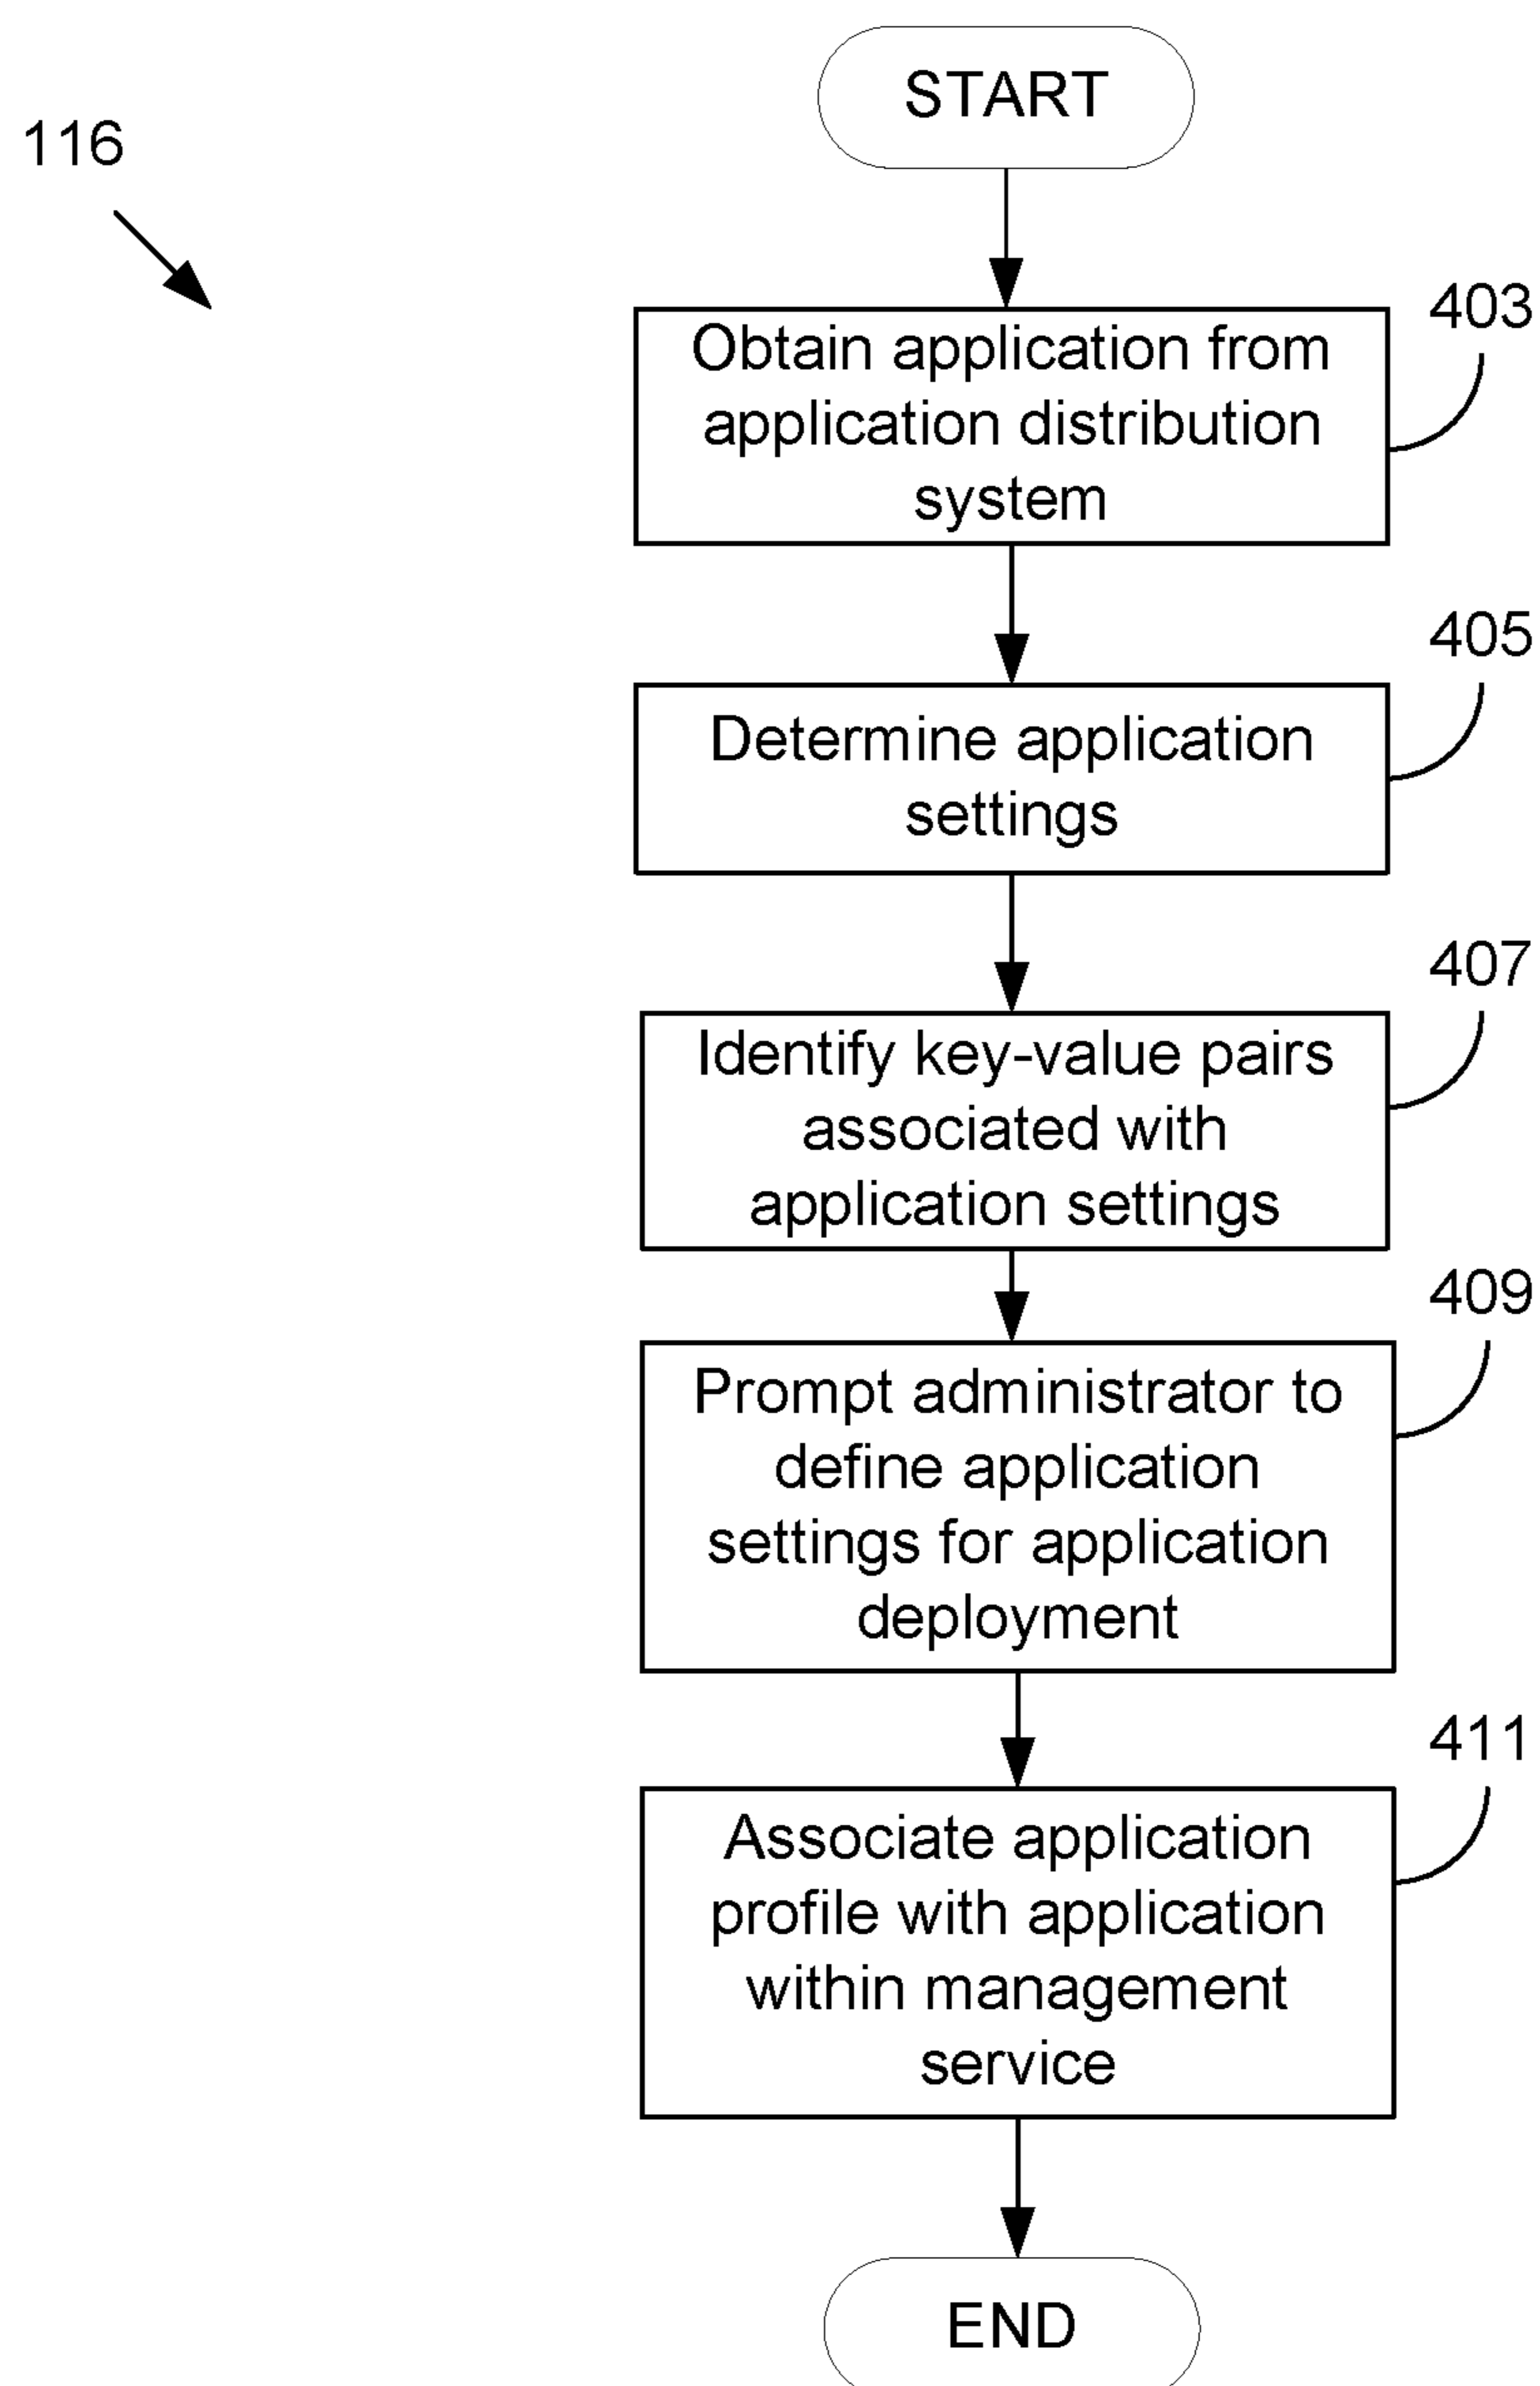 START
116
403
Obtain application from
application distribution
system
405
Determine application
settings
407
Identify key-value pairs
associated with
application settings
409
Prompt administrator to
define application
settings for application
deployment
411
Associate application
profile with application
within management
service
END